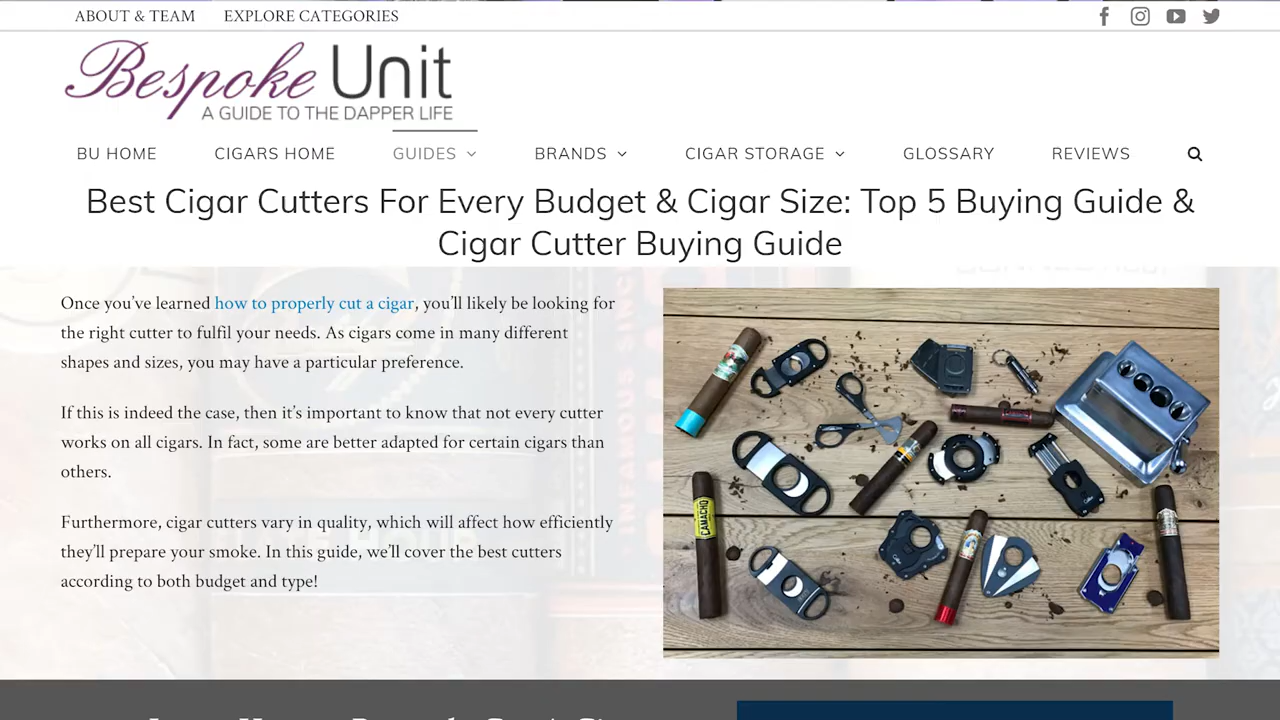 ABOUT & TEAM EXPLORE CATEGORIES
Bespoke Unit
A GUIDE TO THE DAPPER LIFE
BU HOME CIGARS HOME GUIDES BRANDS CIGAR STORAGE GLOSSARY REVIEWS
Best Cigar Cutters For Every Budget & Cigar Size: Top 5 Buying Guide &
Cigar Cutter Buying Guide
Once you’ve learned how to properly cut a cigar, you’ll likely be looking for
the right cutter to fulfil your needs. As cigars come in many different
shapes and sizes, you may have a particular preference.
If this is indeed the case, then it’s important to know that not every cutter
works on all cigars. In fact, some are better adapted for certain cigars than
others.
Furthermore, cigar cutters vary in quality, which will affect how efficiently
they’ll prepare your smoke. In this guide, we’ll cover the best cutters
according to both budget and type!
CAMACHO